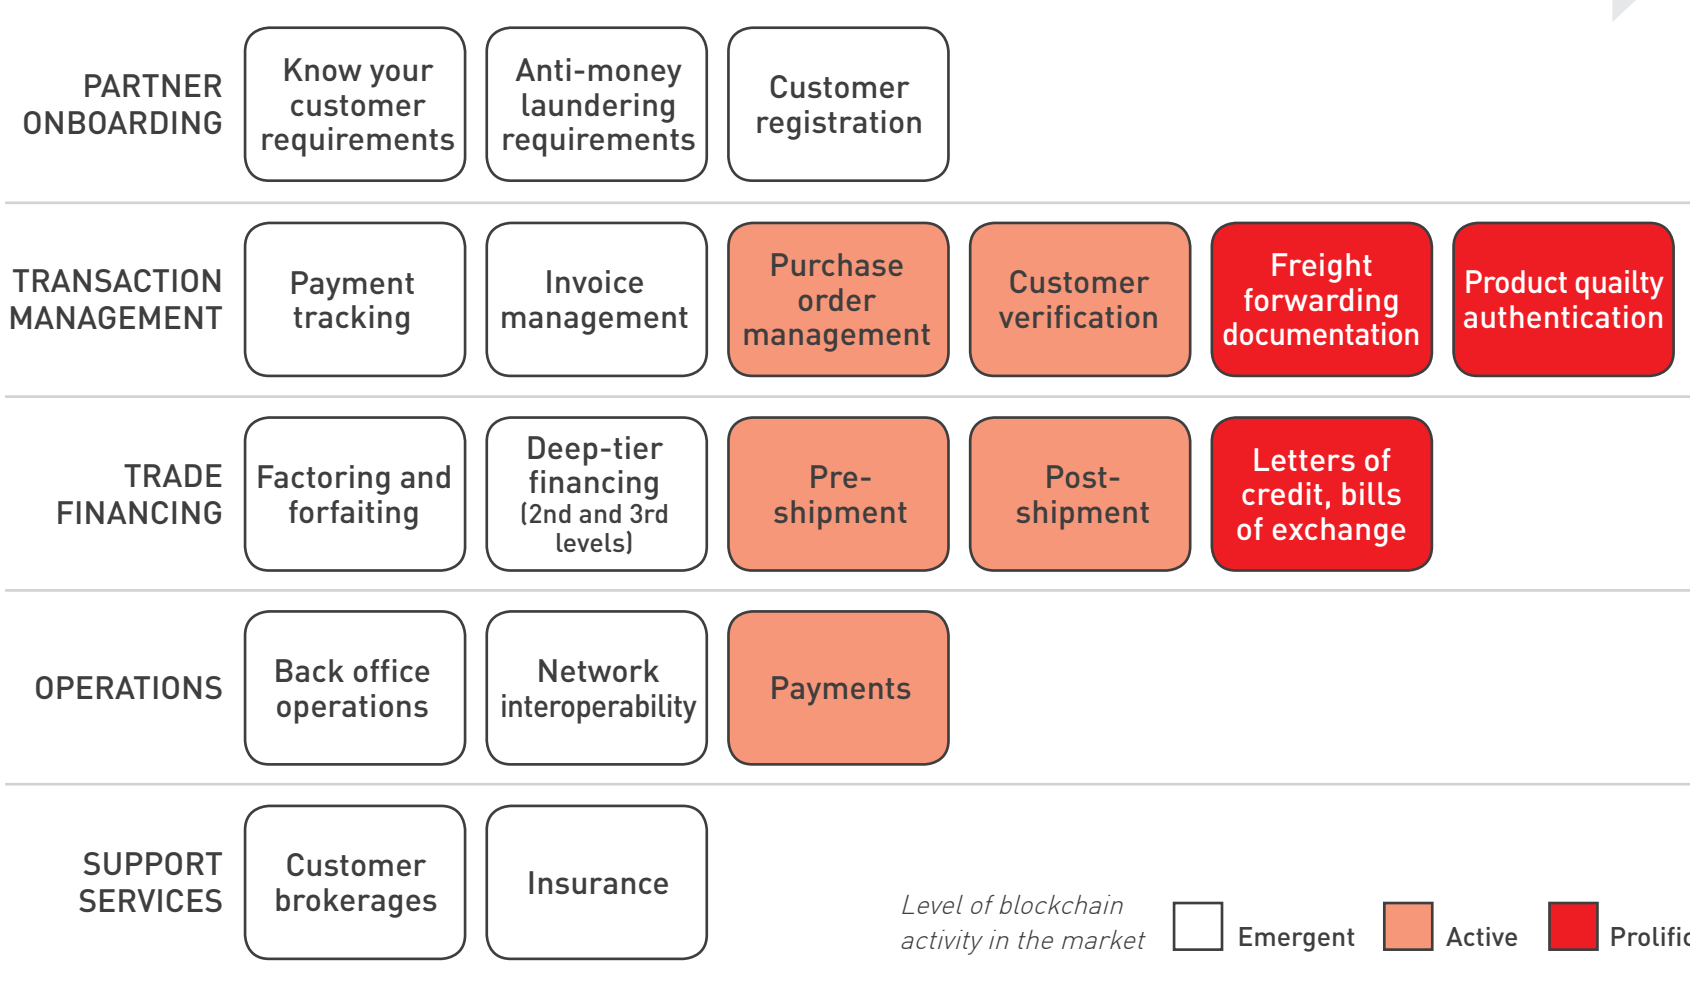 PARTNER
ONBOARDING
Know your
customer
requirements
Anti-money
laundering
requirements
Customer
registration
TRANSACTION
MANAGEMENT
Payment
tracking
Invoice
management
Purchase
order
management
Customer
verification
Freight
forwarding
documentation
Product quailty
authentication
TRADE
FINANCING
Factoring and
forfaiting
Deep-tier
financing
(2nd and 3rd
levels)
Pre-
shipment
Post-
shipment
Letters of
credit, bills
of exchange
OPERATIONS
Back office
operations
Network
interoperability
Payments
SUPPORT
SERVICES
Customer
brokerages
Insurance
Level of blockchain
activity in the market
Emergent
Active
Prolific